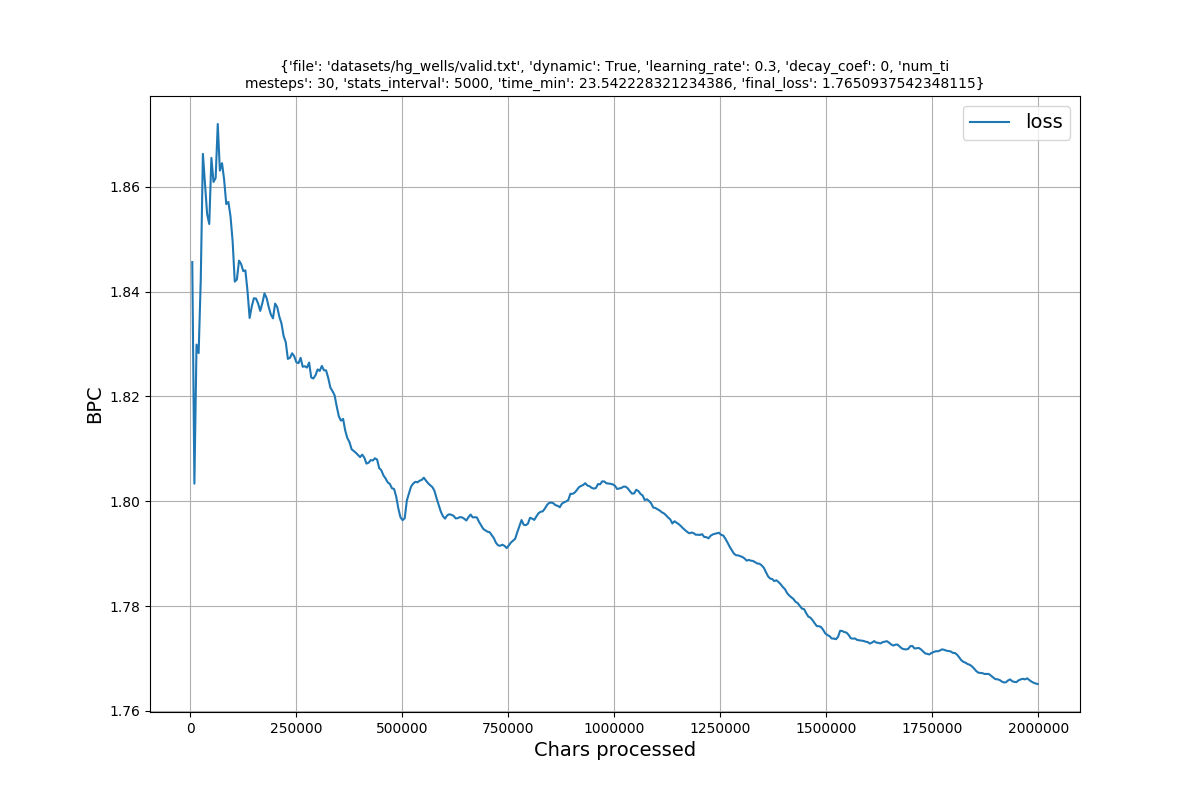 {'file': 'datasets/hg_wells/valid.txt', 'dynamic': True, 'learning_rate': 0.3, 'decay_coef': 0, 'num_ti
mesteps': 30, 'stats_interval': 5000, 'time_min': 23.542228321234386, 'final_loss': 1.7650937542348115}
loss
1.86
1.84
1.82
1.80
1.78
1.76
BPC
0 250000 500000 750000 1000000 1250000 1500000 1750000 2000000
Chars processed